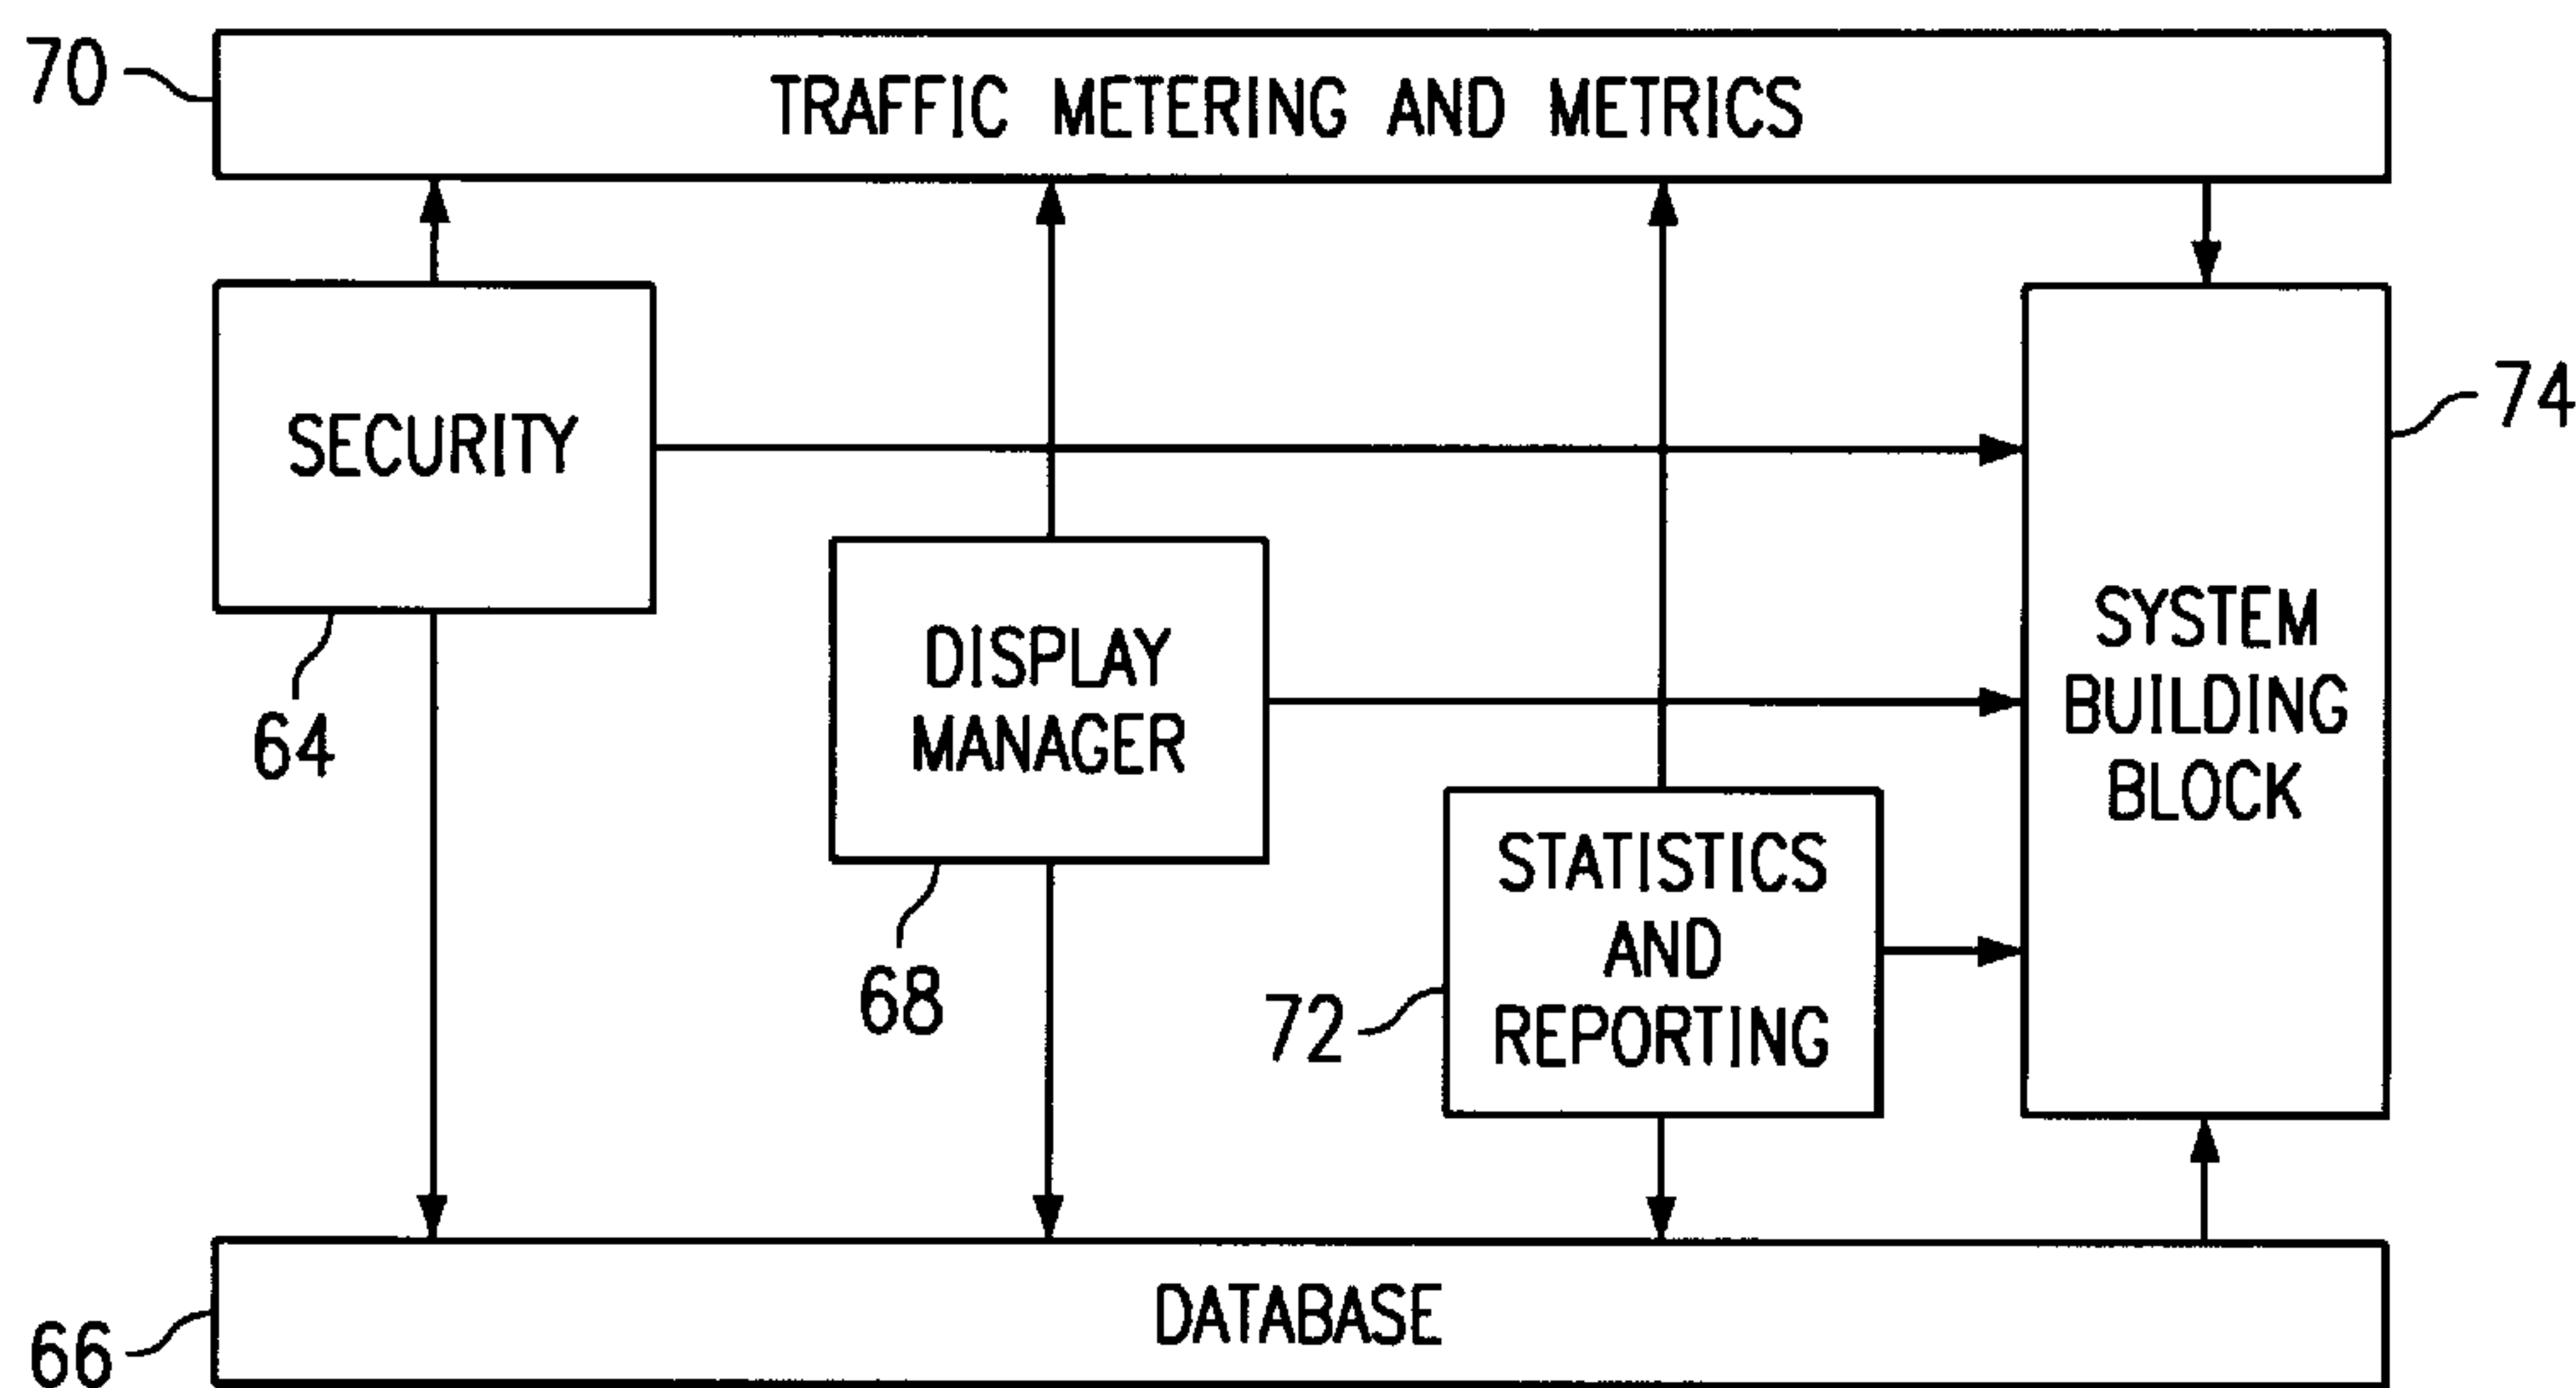 70
TRAFFIC METERING AND METRICS
SECURITY
64
74
DISPLAY
MANAGER
68
SYSTEM
BUILDING
BLOCK
STATISTICS
AND
REPORTING
72
DATABASE
66